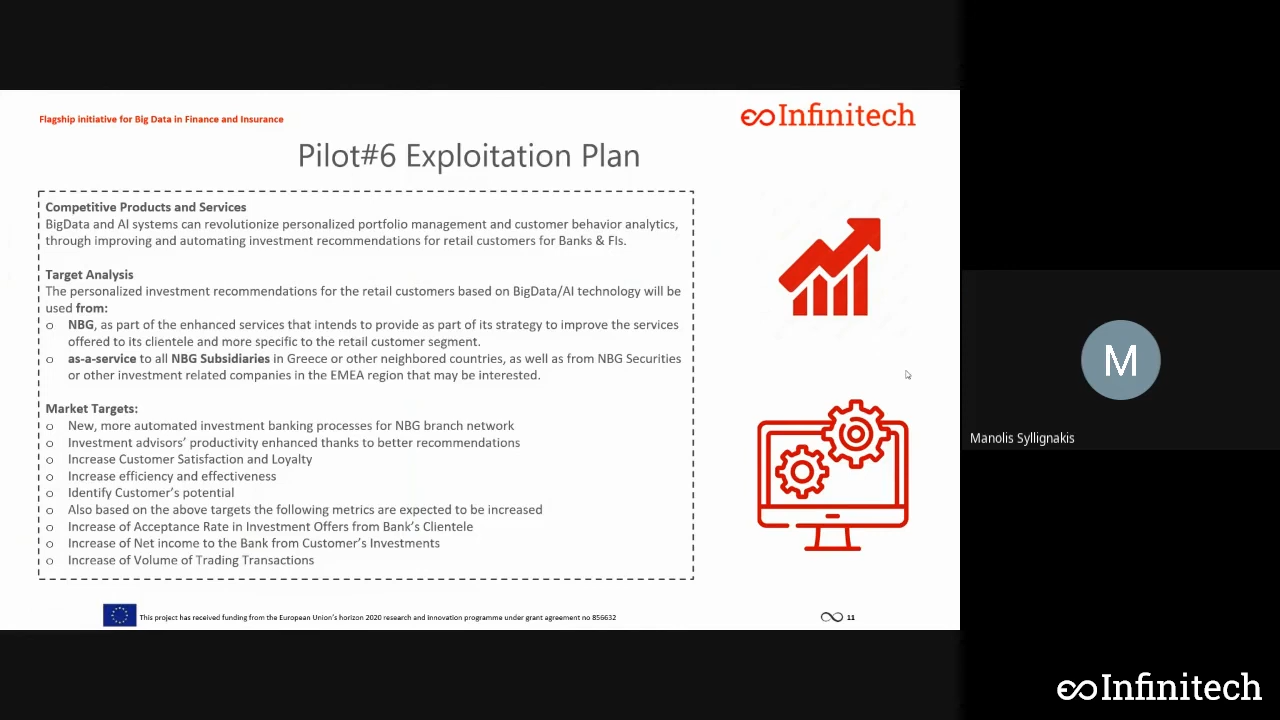 Flagship initiative for Big Data in Finance and Insurance
Infinitech
Pilot#6 Exploitation Plan
Competitive Products and Services
BigData and AI systems can revolutionize personalized portfolio management and customer behavior analytics,
through improving and automating investment recommendations for retail customers for Banks & FIs.
Target Analysis
The personalized investment recommendations for the retail customers based on BigData/AI technology will be
used from:
o NBG, as part of the enhanced services that intends to provide as part of its strategy to improve the services
offered to its clientele and more specific to the retail customer segment.
o as-a-service to all NBG Subsidiaries in Greece or other neighbored countries, as well as from NBG Securities
or other investment related companies in the EMEA region that may be interested.
Market Targets:
o New, more automated investment banking processes for NBG branch network
o Investment advisors’ productivity enhanced thanks to better recommendations
o Increase Customer Satisfaction and Loyalty
o Increase efficiency and effectiveness
o Identify Customer’s potential
o Also based on the above targets the following metrics are expected to be increased
o Increase of Acceptance Rate in Investment Offers from Bank’s Clientele
o Increase of Net income to the Bank from Customer’s Investments
o Increase of Volume of Trading Transactions
This project has received funding from the European Union’s horizon 2020 research and innovation programme under grant agreement no 856632
11
M
Manolis Syllignakis
Infinitech